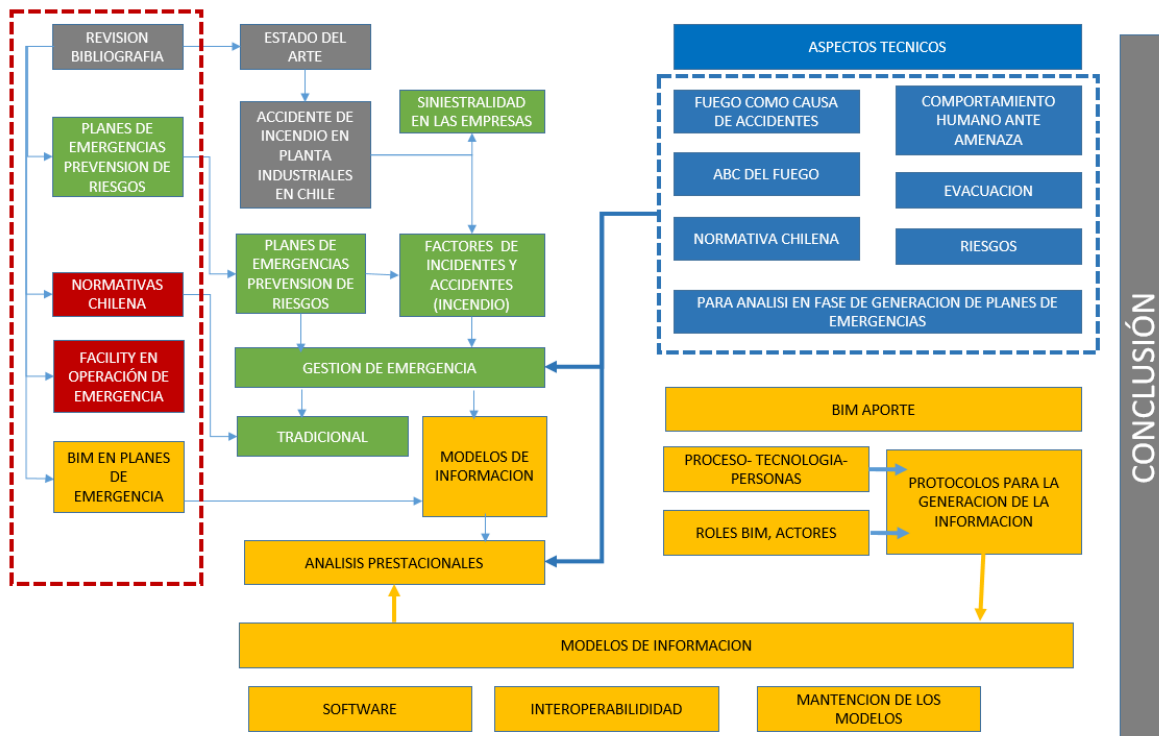 REVISION
BIBLIOGRAFIA
PLANES DE
EMERGENCIAS
PREVENSION DE
RIESGOS
NORMATIVAS
CHILENA
FACILITY EN
OPERACIÓN DE
EMERGENCIA
BIM EN PLANES
DE
EMERGENCIA
ESTADO DEL
ARTE
ACCIDENTE DE
INCENDIO EN
PLANTA
INDUSTRIALES
EN CHILE
SINIESTRALIDAD
EN LAS EMPRESAS
PLANES DE
EMERGENCIAS
PREVENSION DE
RIESGOS
FACTORES DE
INCIDENTES Y
ACCIDENTES
(INCENDIO)
GESTION DE EMERGENCIA
TRADICIONAL
MODELOS DE
INFORMACION
ANALISIS PRESTACIONALES
ASPECTOS TECNICOS
FUEGO COMO CAUSA
DE ACCIDENTES
COMPORTAMIENTO
HUMANO ANTE
AMENAZA
ABC DEL FUEGO
EVACUACION
NORMATIVA CHILENA
RIESGOS
PARA ANALISI EN FASE DE GENERACION DE PLANES DE
EMERGENCIAS
BIM APORTE
PROCESO- TECNOLOGIA-
PERSONAS
ROLES BIM, ACTORES
PROTOCOLOS PARA LA
GENERACION DE LA
INFORMACION
MODELOS DE INFORMACION
SOFTWARE
INTEROPERABILIDIDAD
MANTENCION DE LOS
MODELOS
CONCLUSIÓN